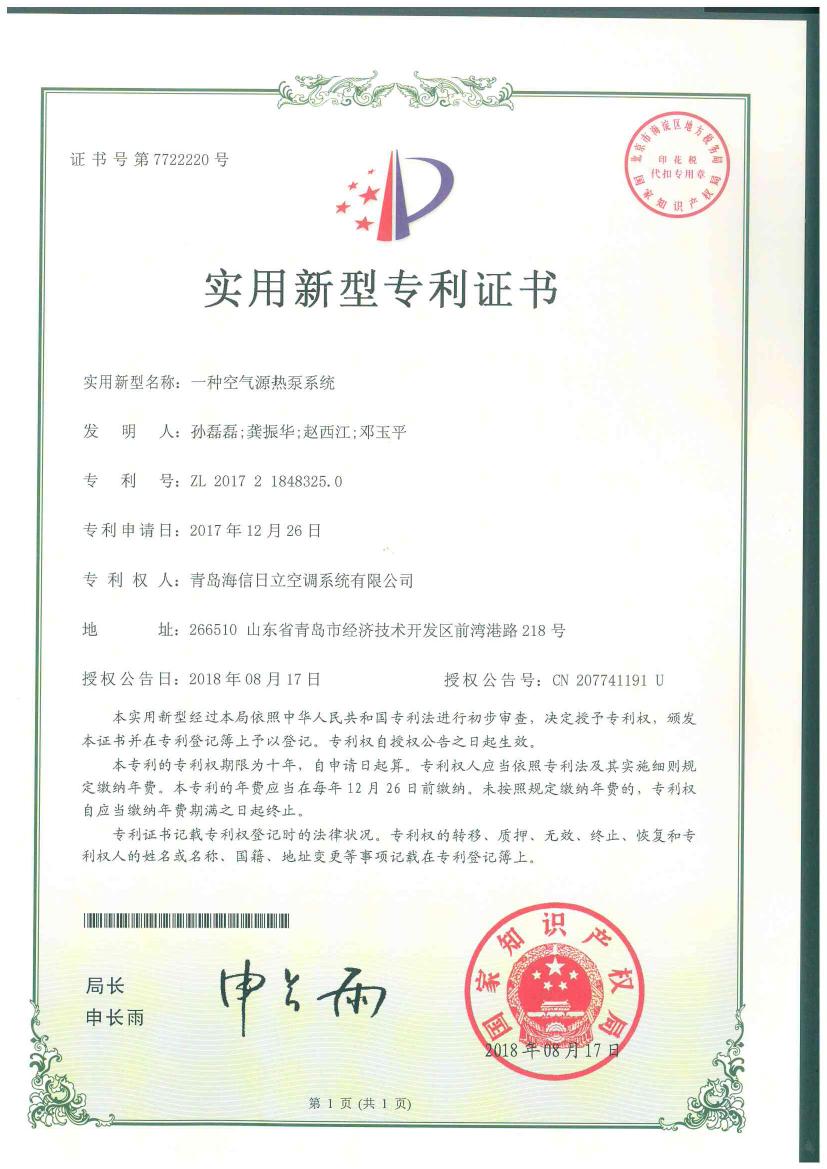 证书号第7722220号
北京市海淀区地方税务局
印花税
代扣专用章
国家知识产权局
实用新型专利证书
实用新型名称：一种空气源热泵系统
发明人：孙磊磊;龚振华;赵西江;邓玉平
专利号：ZL 2017 2 1848325.0
专利申请日：2017年12月26日
专利权人：青岛海信日立空调系统有限公司
地址：266510 山东省青岛市经济技术开发区前湾港路218号
授权公告日：2018年08月17日 授权公告号：CN 207741191 U
本实用新型经过本局依照中华人民共和国专利法进行初步审查，决定授予专利权，颁发
本证书并在专利登记簿上予以登记。专利权自授权公告之日起生效。
本专利的专利权期限为十年，自申请日起算。专利权人应当依照专利法及其实施细则规
定缴纳年费。本专利的年费应当在每年12月26日前缴纳。未按照规定缴纳年费的，专利权
自应当缴纳年费期满之日起终止。
专利证书记载专利权登记时的法律状况。专利权的转移、质押、无效、终止、恢复和专
利权人的姓名或名称、国籍、地址变更等事项记载在专利登记簿上。
局长
申长雨
申长雨
国家知识产权局
2018年08月17日
第 1 页 (共 1 页)